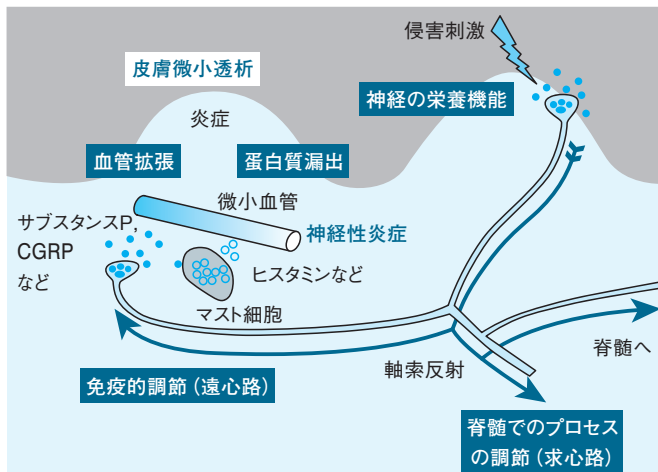 侵害刺激
皮膚微小透析
神経の栄養機能
炎症
血管拡張
蛋白質漏出
微小血管
サブスタンスP,
CGRP
など
神経性炎症
ヒスタミンなど
マスト細胞
脊髄へ
軸索反射
免疫的調節(遠心路)
脊髄でのプロセス
の調節(求心路)